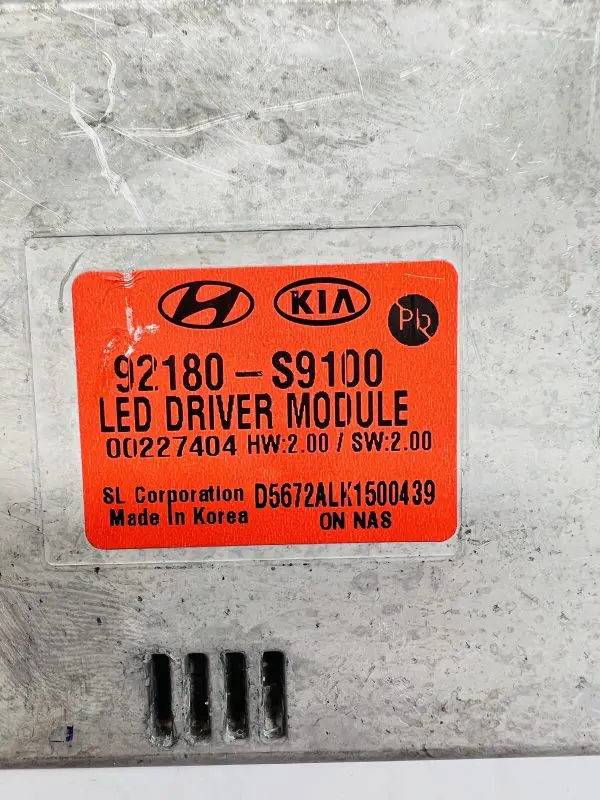 KIA
92180-S9100
LED DRIVER MODULE
00227404 HW:2.00 / SW:2.00
SL Corporation D5672ALK1500439
Made In Korea ON NAS